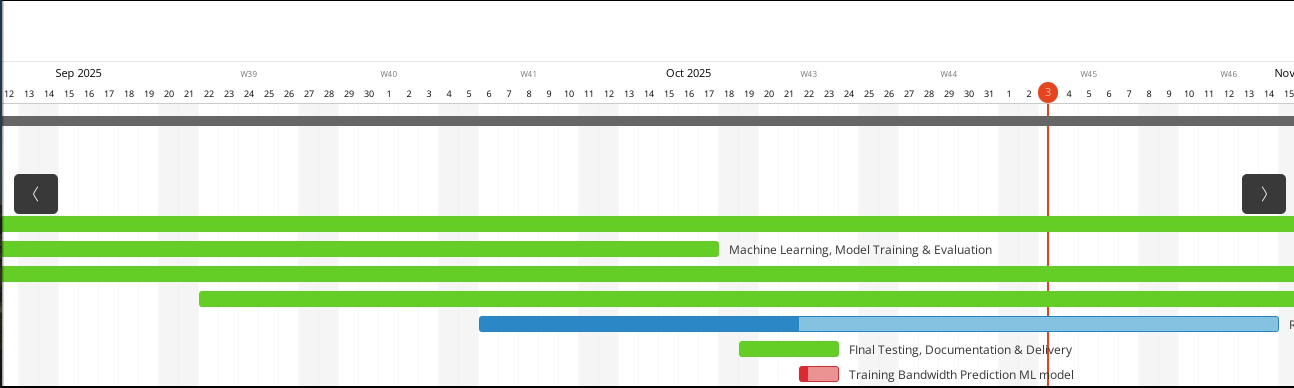 Sep 2025 W39 W40 W41 Oct 2025 W43 W44 W45 W46 Nov
12 13 14 15 16 17 18 19 20 21 22 23 24 25 26 27 28 29 30 1 2 3 4 5 6 7 8 9 10 11 12 13 14 15 16 17 18 19 20 21 22 23 24 25 26 27 28 29 30 31 1 2 3 4 5 6 7 8 9 10 11 12 13 14 15
Machine Learning, Model Training & Evaluation
R
FInal Testing, Documentation & Delivery
Training Bandwidth Prediction ML model